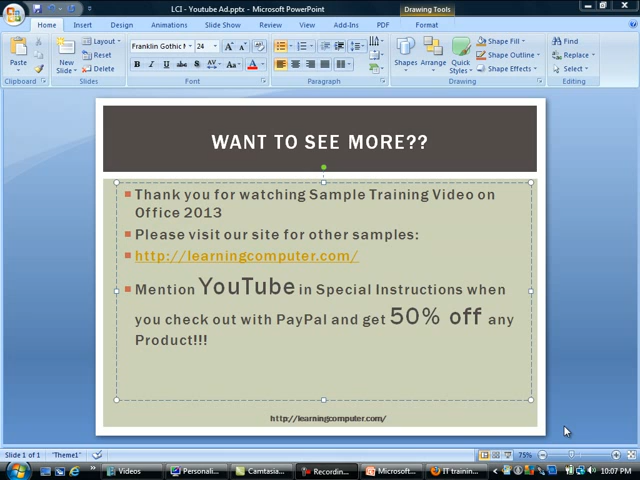 LCI - Youtube Ad.pptx - Microsoft PowerPoint
Drawing Tools
Home Insert Design Animations Slide Show Review View Add-Ins PDF Format
Paste
New Slide
Layout
Reset
Delete
Franklin Gothic M 24
B I U abc S AV Aa A
Shapes Arrange Quick Styles
Shape Fill
Shape Outline
Shape Effects
Find
Replace
Select
Clipboard Slides Font Paragraph Drawing Editing
WANT TO SEE MORE??
Thank you for watching Sample Training Video on
Office 2013
Please visit our site for other samples:
http://learningcomputer.com/
Mention YouTube in Special Instructions when
you check out with PayPal and get 50% off any
Product!!!
http://learningcomputer.com/
Slide 1 of 1 "Theme1" 75%
Videos Personali... Camtasia... Recordin... Microsoft... IT trainin... 10:07 PM